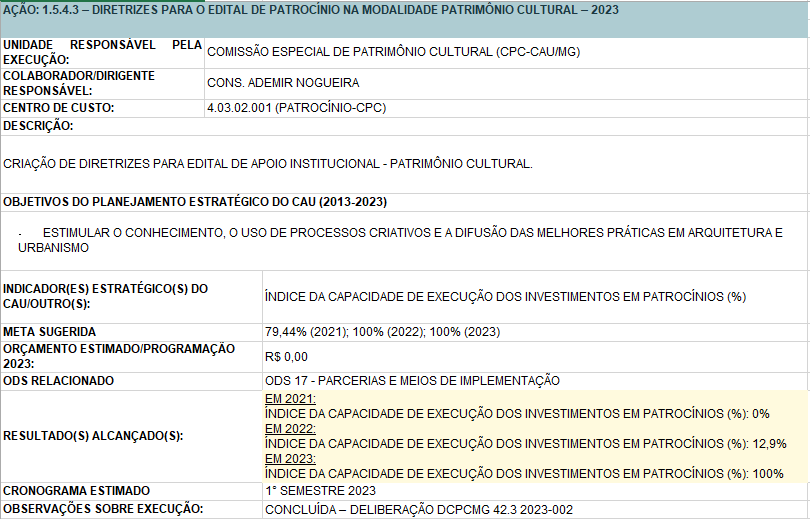 AÇÃO: 1.5.4.3 – DIRETRIZES PARA O EDITAL DE PATROCÍNIO NA MODALIDADE PATRIMÔNIO CULTURAL – 2023
UNIDADE RESPONSÁVEL PELA
EXECUÇÃO:
COMISSÃO ESPECIAL DE PATRIMÔNIO CULTURAL (CPC-CAU/MG)
COLABORADOR/DIRIGENTE
RESPONSÁVEL:
CONS. ADEMIR NOGUEIRA
CENTRO DE CUSTO:
4.03.02.001 (PATROCÍNIO-CPC)
DESCRIÇÃO:
CRIAÇÃO DE DIRETRIZES PARA EDITAL DE APOIO INSTITUCIONAL - PATRIMÔNIO CULTURAL.
OBJETIVOS DO PLANEJAMENTO ESTRATÉGICO DO CAU (2013-2023)
- ESTIMULAR O CONHECIMENTO, O USO DE PROCESSOS CRIATIVOS E A DIFUSÃO DAS MELHORES PRÁTICAS EM ARQUITETURA E
URBANISMO
INDICADOR(ES) ESTRATÉGICO(S) DO
CAU/OUTRO(S):
ÍNDICE DA CAPACIDADE DE EXECUÇÃO DOS INVESTIMENTOS EM PATROCÍNIOS (%)
META SUGERIDA
79,44% (2021); 100% (2022); 100% (2023)
ORÇAMENTO ESTIMADO/PROGRAMAÇÃO
2023:
R$ 0,00
ODS RELACIONADO
ODS 17 - PARCERIAS E MEIOS DE IMPLEMENTAÇÃO
RESULTADO(S) ALCANÇADO(S):
EM 2021:
ÍNDICE DA CAPACIDADE DE EXECUÇÃO DOS INVESTIMENTOS EM PATROCÍNIOS (%): 0%
EM 2022:
ÍNDICE DA CAPACIDADE DE EXECUÇÃO DOS INVESTIMENTOS EM PATROCÍNIOS (%): 12,9%
EM 2023:
ÍNDICE DA CAPACIDADE DE EXECUÇÃO DOS INVESTIMENTOS EM PATROCÍNIOS (%): 100%
CRONOGRAMA ESTIMADO
1° SEMESTRE 2023
OBSERVAÇÕES SOBRE EXECUÇÃO:
CONCLUÍDA – DELIBERAÇÃO DCPCMG 42.3 2023-002